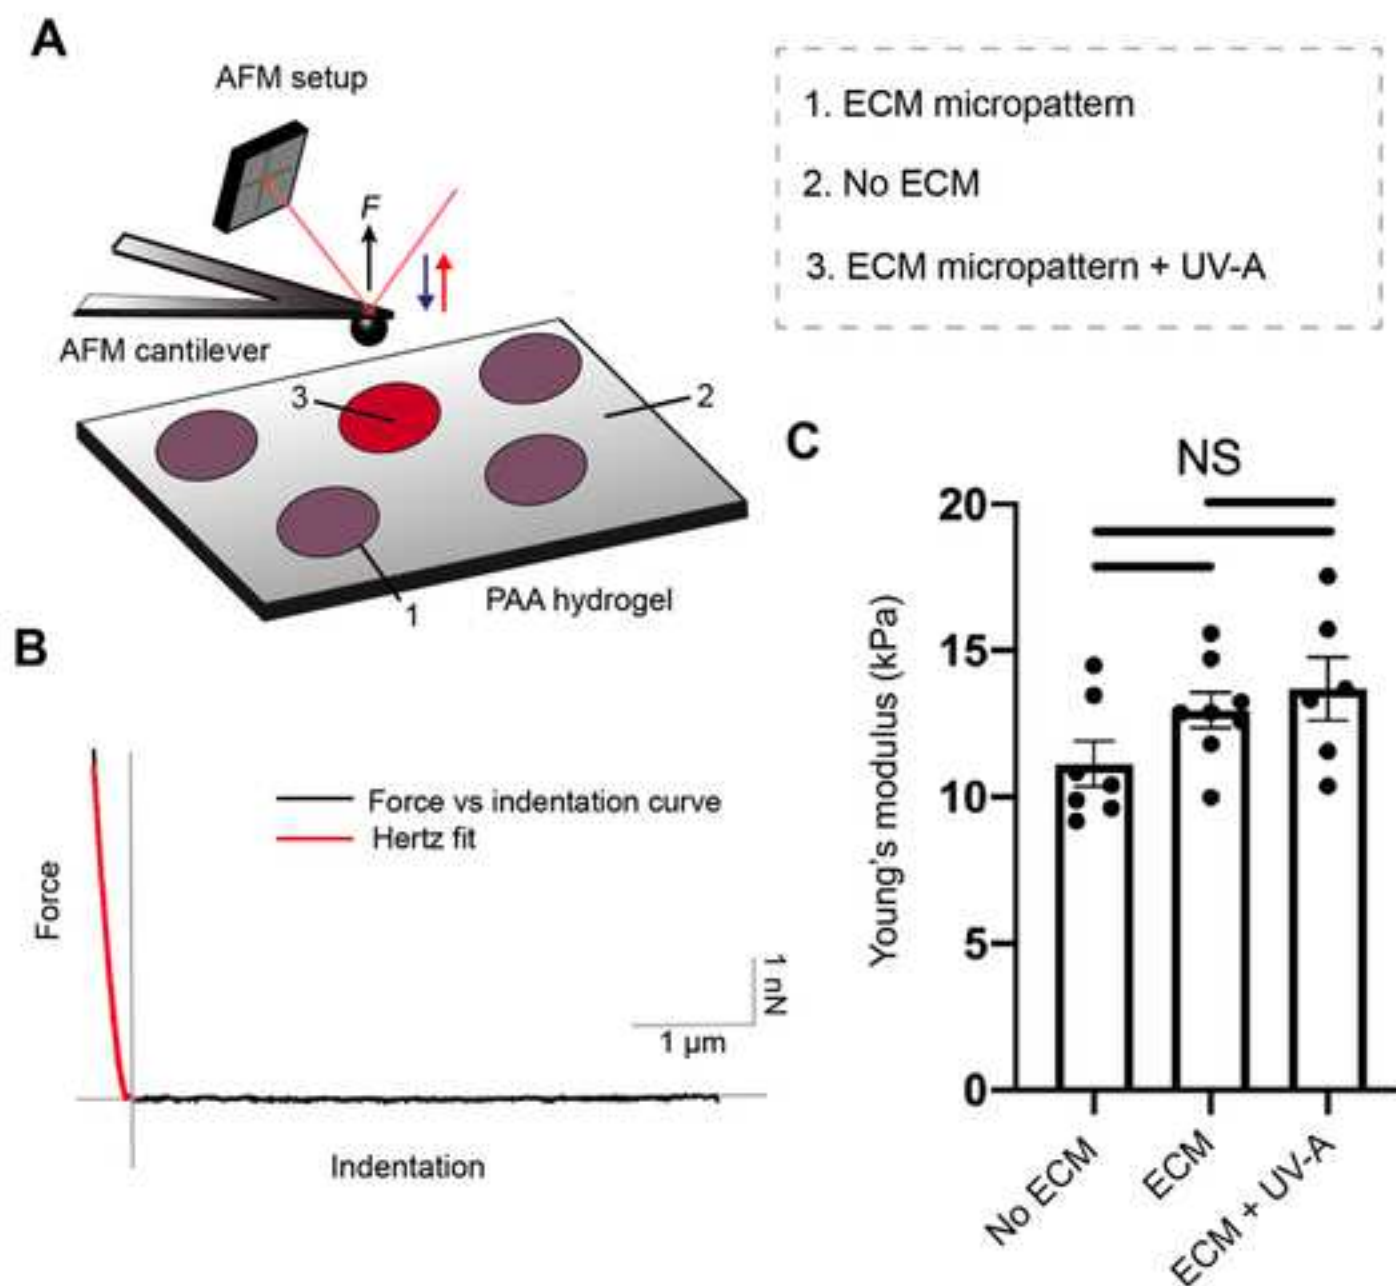 A
AFM setup
F
AFM cantilever
3
2
1
PAA hydrogel
1. ECM micropattern
2. No ECM
3. ECM micropattern + UV-A
B
Force vs indentation curve
Hertz fit
Force
1 nN
1 µm
Indentation
C
NS
20
15
10
5
0
Young's modulus (kPa)
No ECM
ECM
ECM + UV-A